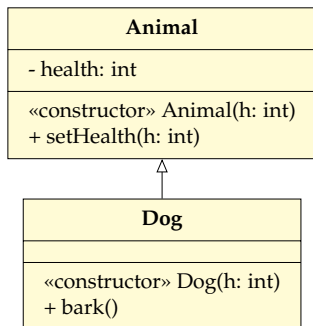 Animal
- health: int
«constructor» Animal(h: int)
+ setHealth(h: int)
Dog
«constructor» Dog(h: int)
+ bark()